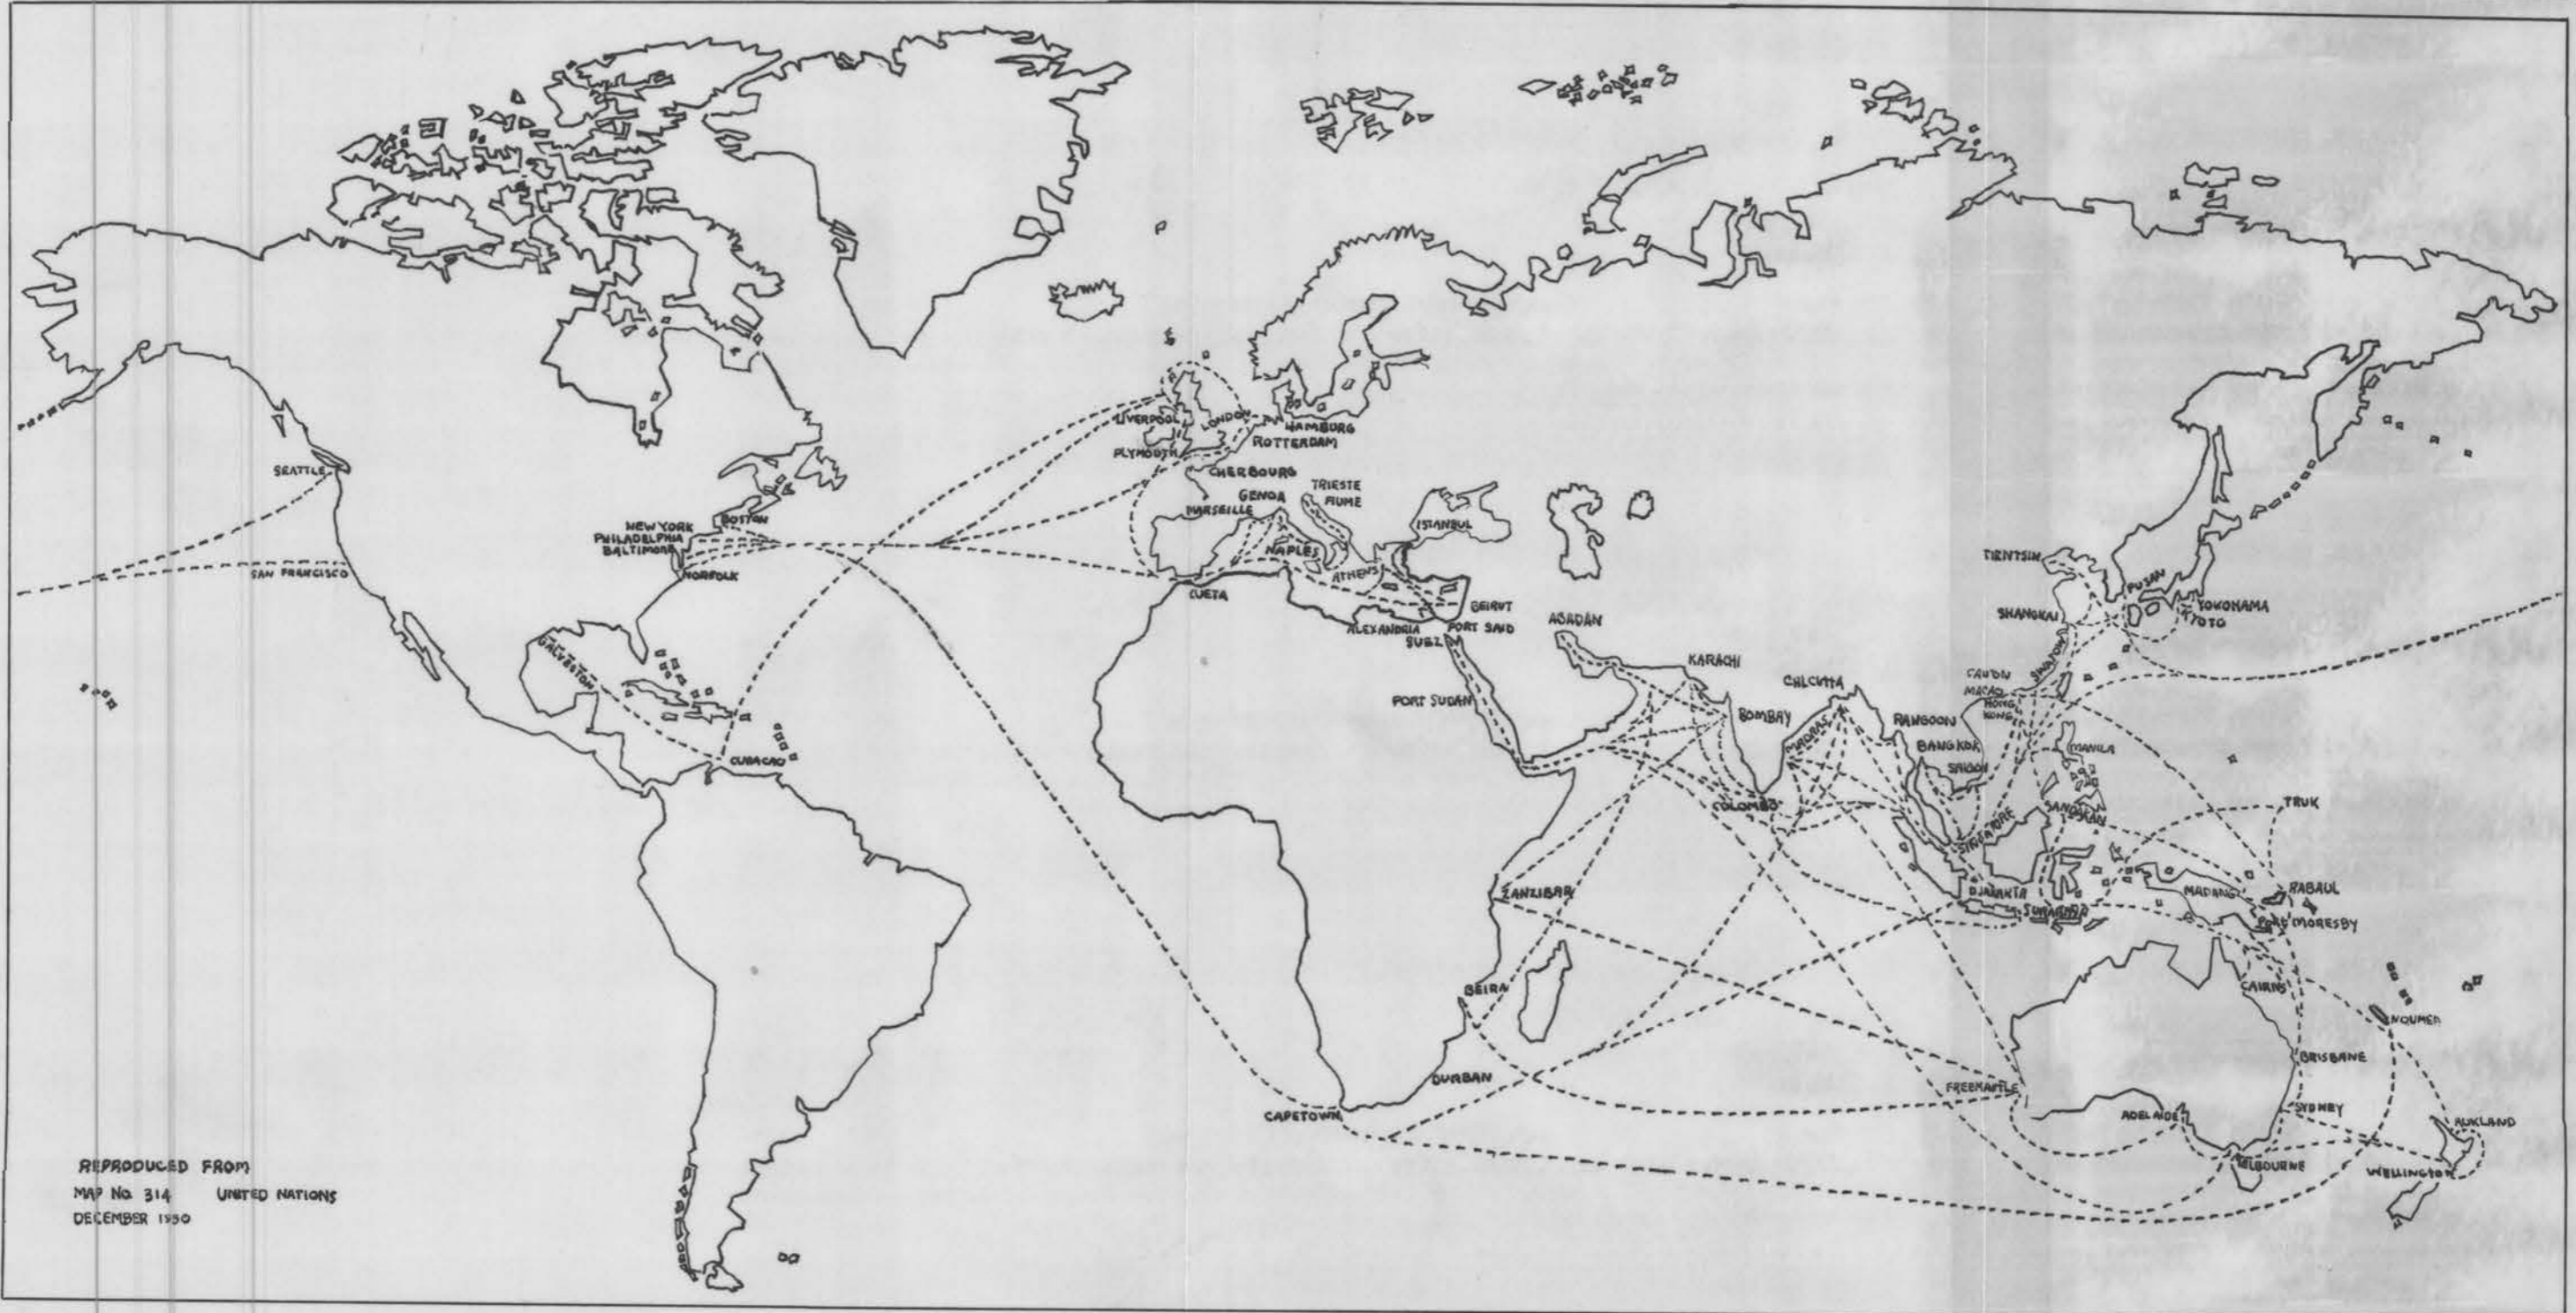 SEATTLE
SAN FRANCISCO
NEW YORK
PHILADELPHIA
BALTIMORE
BOSTON
NORFOLK
GALVESTON
CURACAO
LIVERPOOL
LONDON
PLYMOUTH
HAMBURG
ROTTERDAM
CHERBOURG
GENOA
MARSEILLE
TRIESTE
FIUME
NAPLES
ATHENS
ISTANBUL
CUETA
BEIRUT
ALEXANDRIA
PORT SAID
SUEZ
PORT SUDAN
ABADAN
KARACHI
BOMBAY
CALCUTTA
MADRAS
COLOMBO
RANGOON
BANGKOK
SAIGON
SINGAPORE
TIENTSIN
PUSAN
SHANGKAI
YOKOHAMA
KYOTO
SWATOW
CANTON
MACAO
HONG
KONG
MANILA
SANDAKAN
TRUK
DJAKARTA
SURABAYA
MADANG
RABAUL
PORT MORESBY
ZANZIBAR
BEIRA
DURBAN
CAPETOWN
CAIRNS
NOUMEA
BRISBANE
FREEMANTLE
ADELAIDE
SYDNEY
MELBOURNE
AUKLAND
WELLINGTON
REPRODUCED FROM
MAP No. 314 UNITED NATIONS
DECEMBER 1950